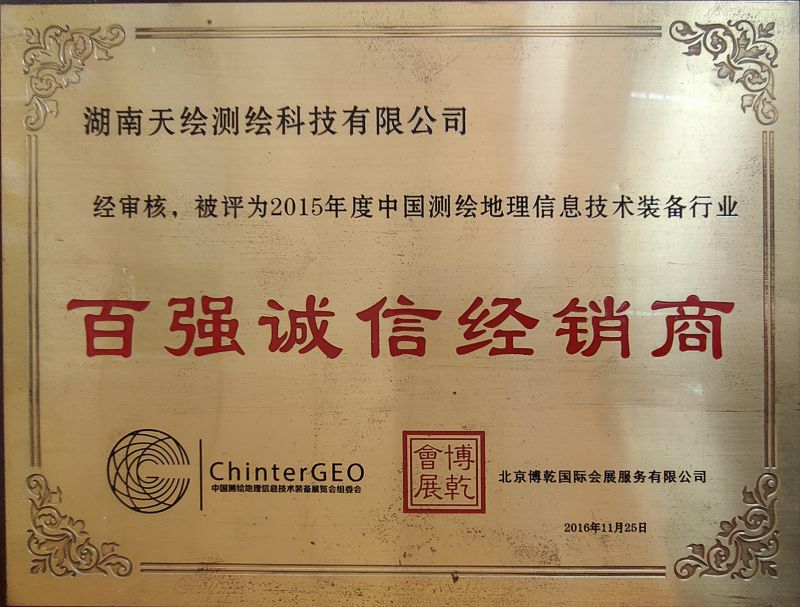 湖南天绘测绘科技有限公司
经审核，被评为2015年度中国测绘地理信息技术装备行业
百强诚信经销商
ChinterGEO
中国测绘地理信息技术装备展览会组委会
博乾會展
北京博乾国际会展服务有限公司
2016年11月25日